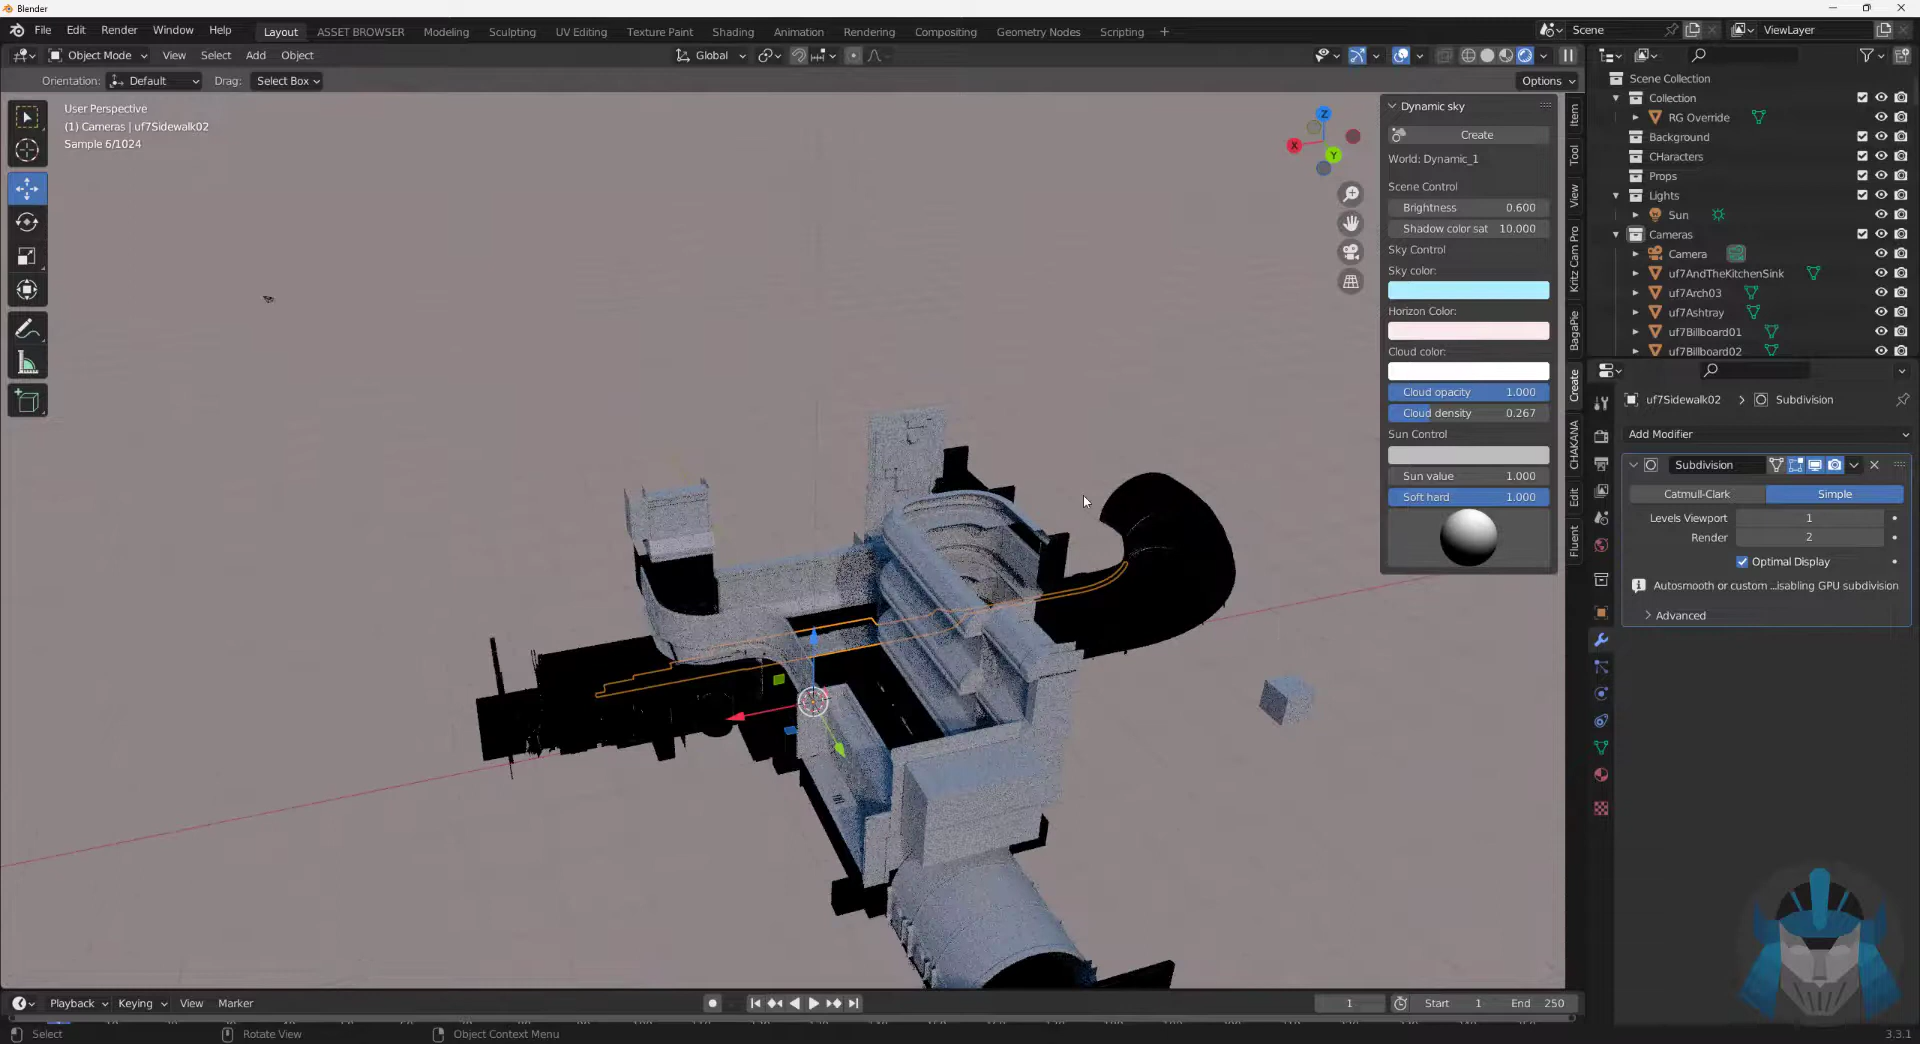 Blender
File Edit Render Window Help Layout ASSET BROWSER Modeling Sculpting UV Editing Texture Paint Shading Animation Rendering Compositing Geometry Nodes Scripting + Scene ViewLayer
Object Mode View Select Add Object Global
Orientation: Default Drag: Select Box Options
User Perspective
(1) Cameras | uf7Sidewalk02
Sample 6/1024
Z
X
Y
Dynamic sky
Create
World: Dynamic_1
Scene Control
Brightness 0.600
Shadow color sat 10.000
Sky Control
Sky color:
Horizon Color:
Cloud color:
Cloud opacity 1.000
Cloud density 0.267
Sun Control
Sun value 1.000
Soft hard 1.000
Item
Tool
View
Kritz Cam Pro
BagaPie
Create
CHAKANA
Edit
Fluent
Scene Collection
Collection
RG Override
Background
CHaracters
Props
Lights
Sun
Cameras
Camera
uf7AndTheKitchenSink
uf7Arch03
uf7Ashtray
uf7Billboard01
uf7Billboard02
uf7Sidewalk02 > Subdivision
Add Modifier
Subdivision
Catmull-Clark Simple
Levels Viewport 1
Render 2
Optimal Display
Autosmooth or custom ...isabling GPU subdivision
Advanced
Playback Keying View Marker 1 Start 1 End 250
Select Rotate View Object Context Menu 3.3.1